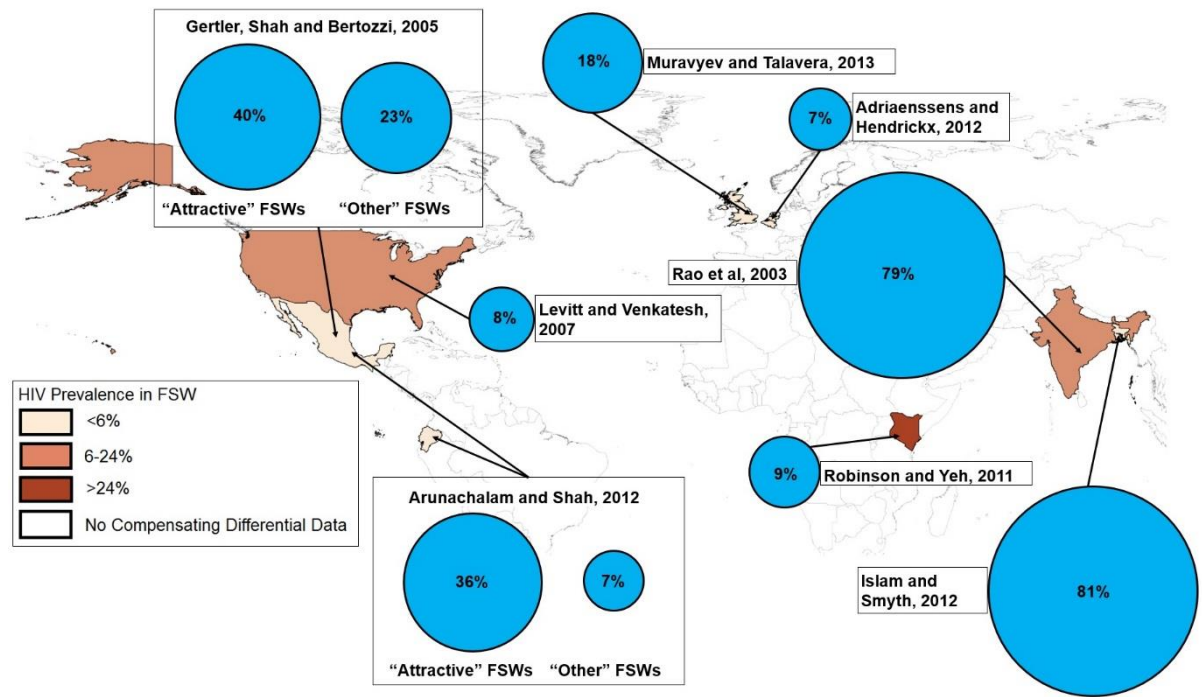 Gertler, Shah and Bertozzi, 2005
40%
23%
“Attractive” FSWs
“Other” FSWs
18%
Muravyev and Talavera, 2013
7%
Adriaenssens and
Hendrickx, 2012
Rao et al, 2003
79%
8%
Levitt and Venkatesh,
2007
HIV Prevalence in FSW
<6%
6-24%
>24%
No Compensating Differential Data
9%
Robinson and Yeh, 2011
Arunachalam and Shah, 2012
36%
7%
“Attractive” FSWs
“Other” FSWs
Islam and
Smyth, 2012
81%